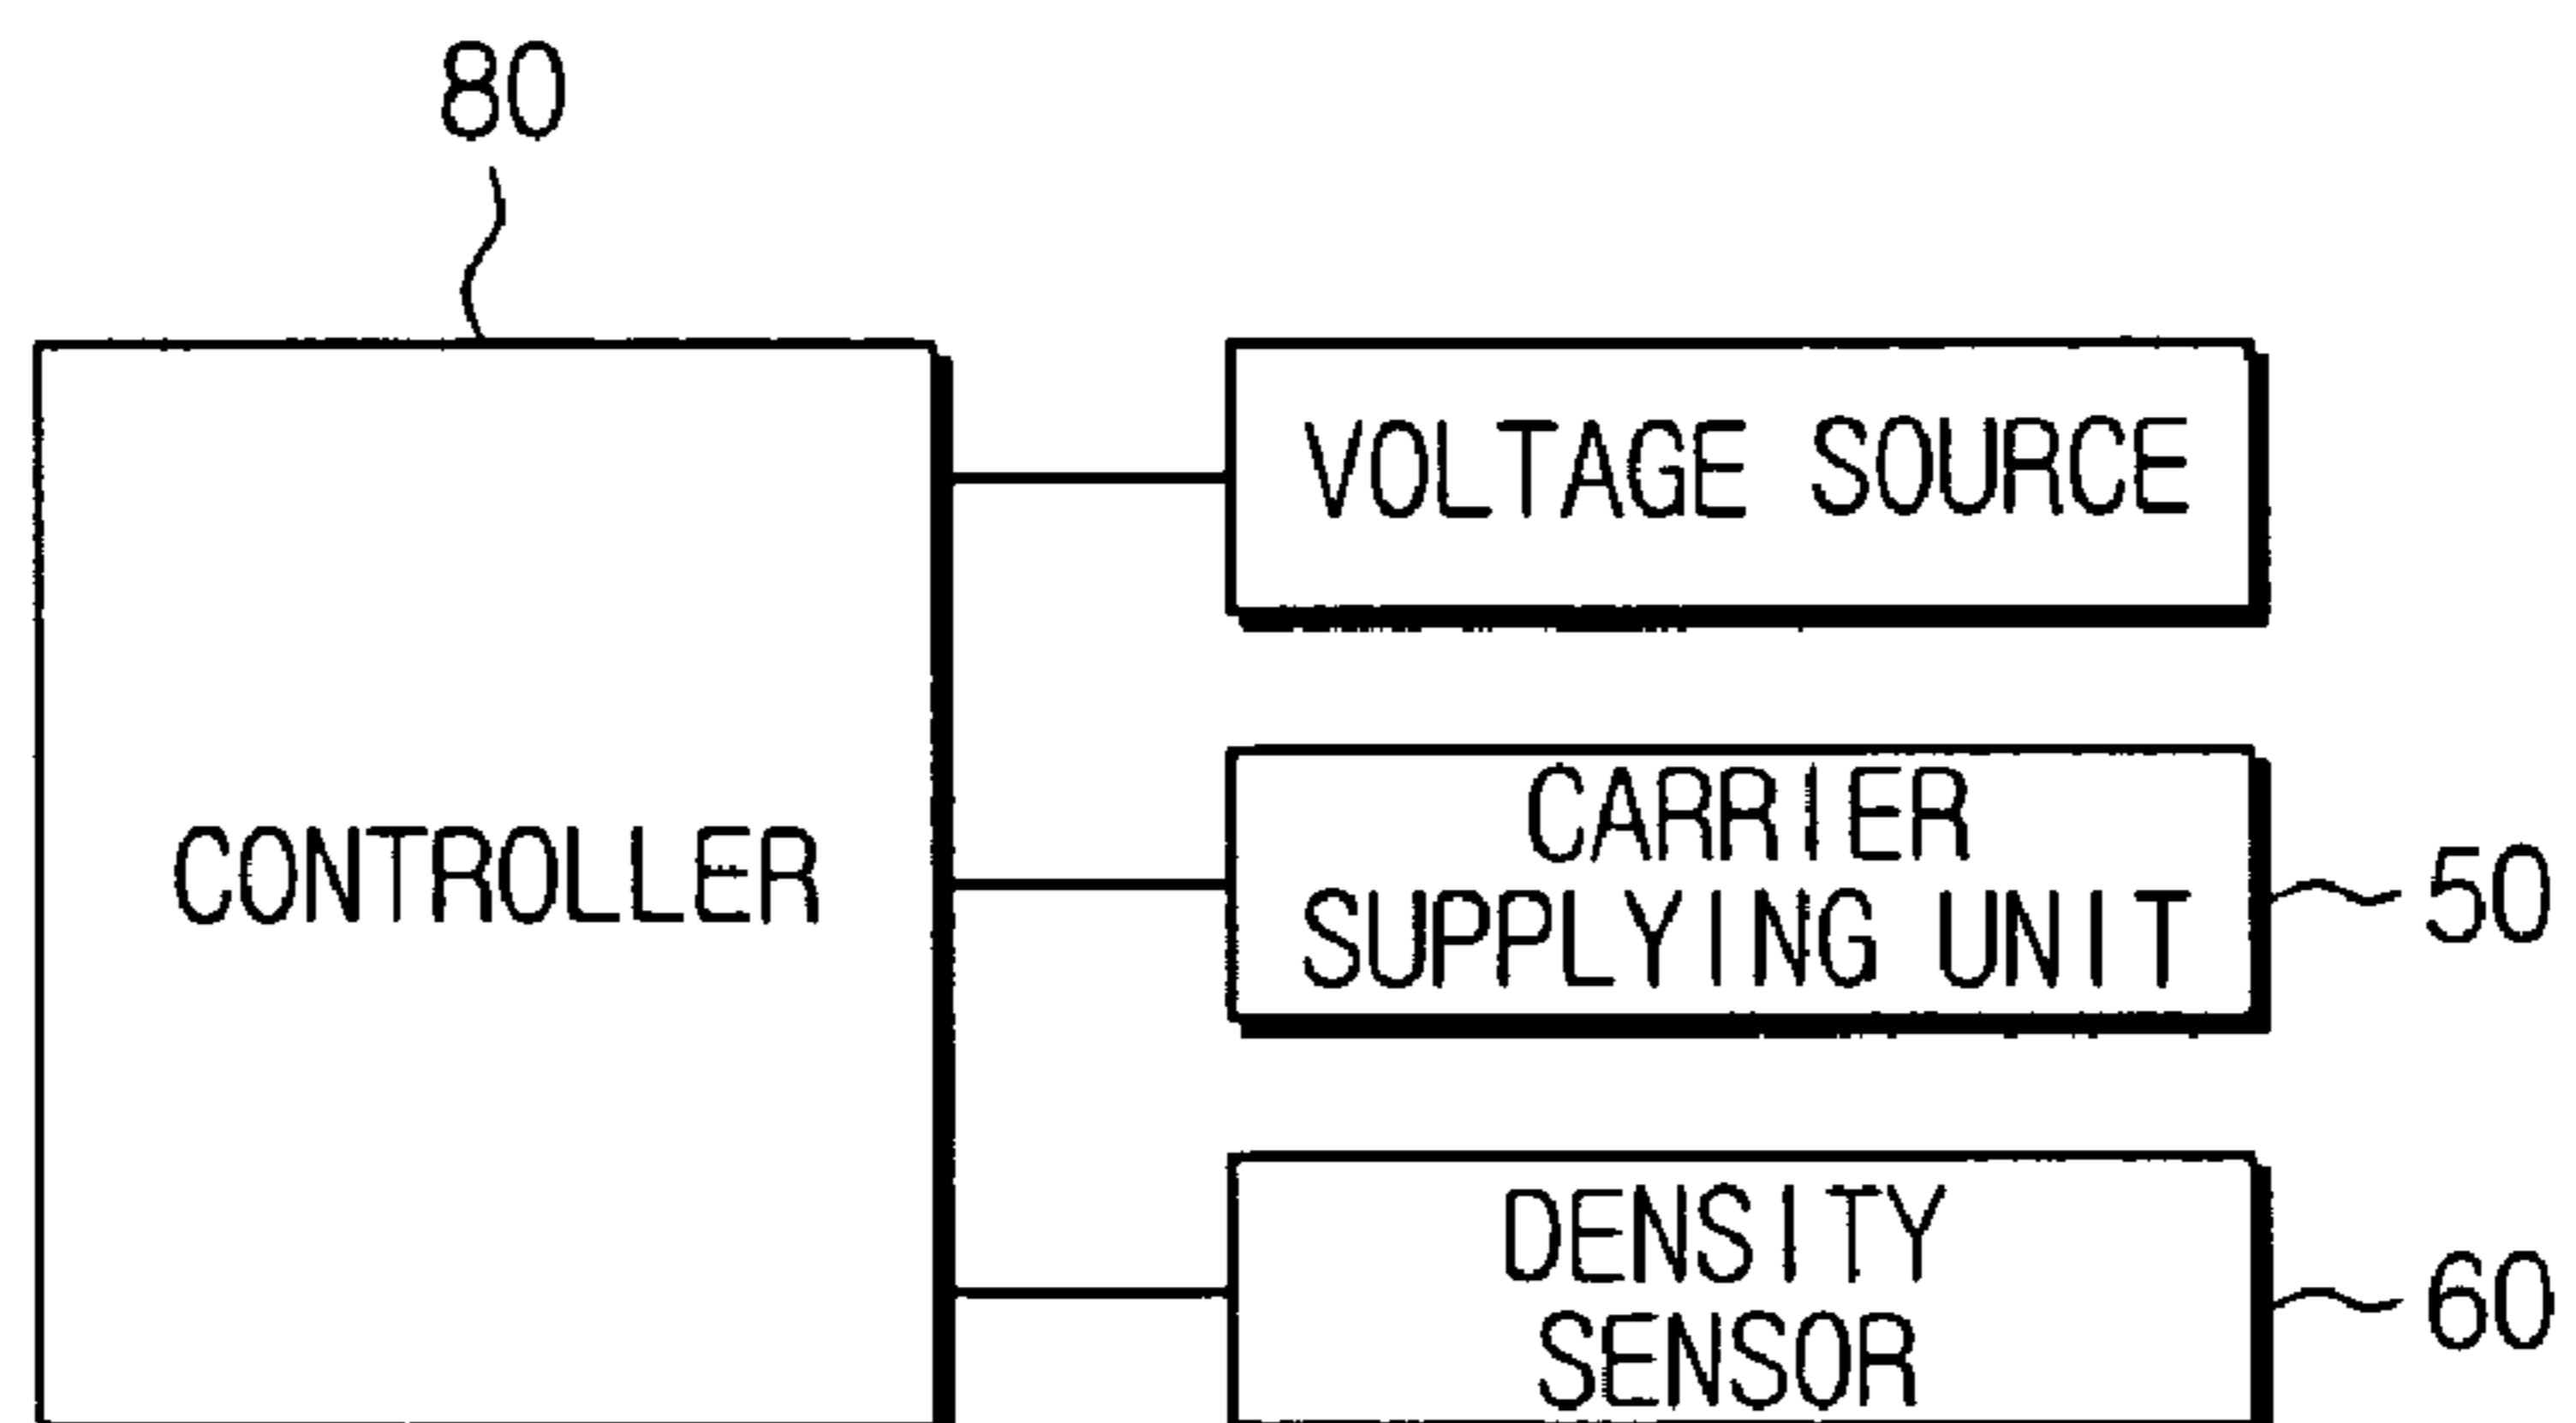 80
VOLTAGE SOURCE
CONTROLLER
CARRIER
SUPPLYING UNIT
50
DENSITY
SENSOR
60